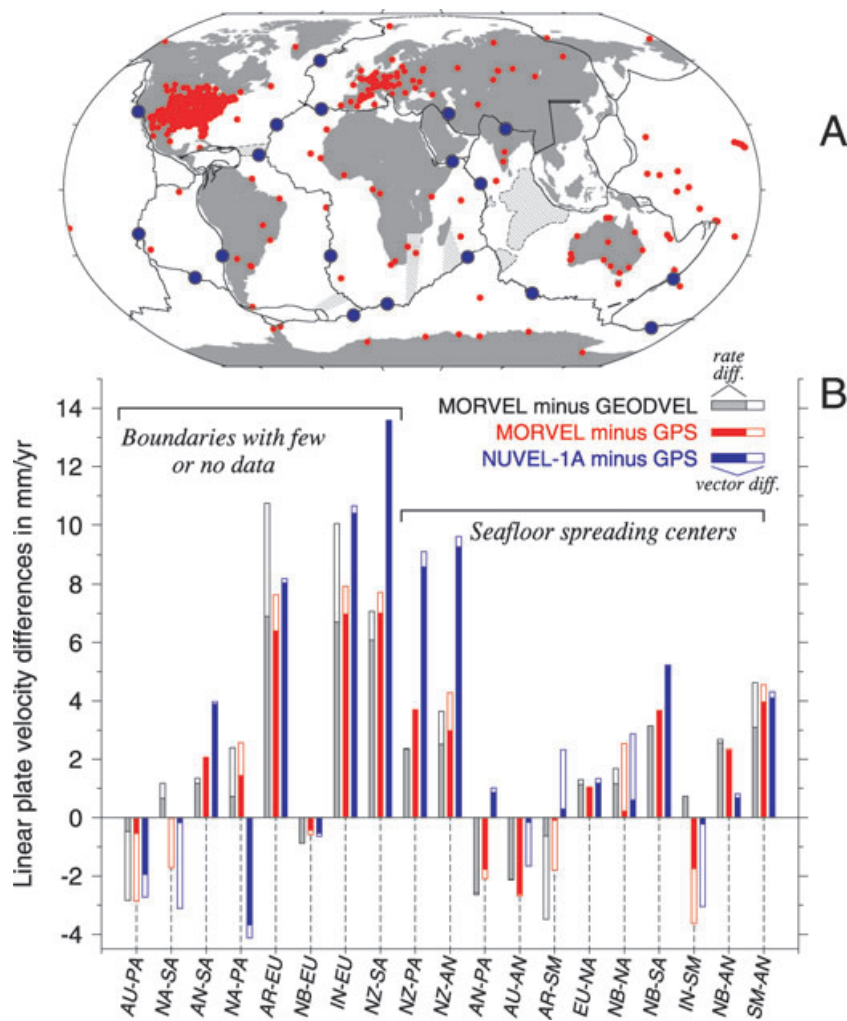 A
B
rate
diff.
MORVEL minus GEODVEL
MORVEL minus GPS
NUVEL-1A minus GPS
vector diff.
Boundaries with few
or no data
Seafloor spreading centers
Linear plate velocity differences in mm/yr
14
12
10
8
6
4
2
0
-2
-4
AU-PA
NA-SA
AN-SA
NA-PA
AR-EU
NB-EU
IN-EU
NZ-SA
NZ-PA
NZ-AN
AN-PA
AU-AN
AR-SM
EU-NA
NB-NA
NB-SA
IN-SM
NB-AN
SM-AN